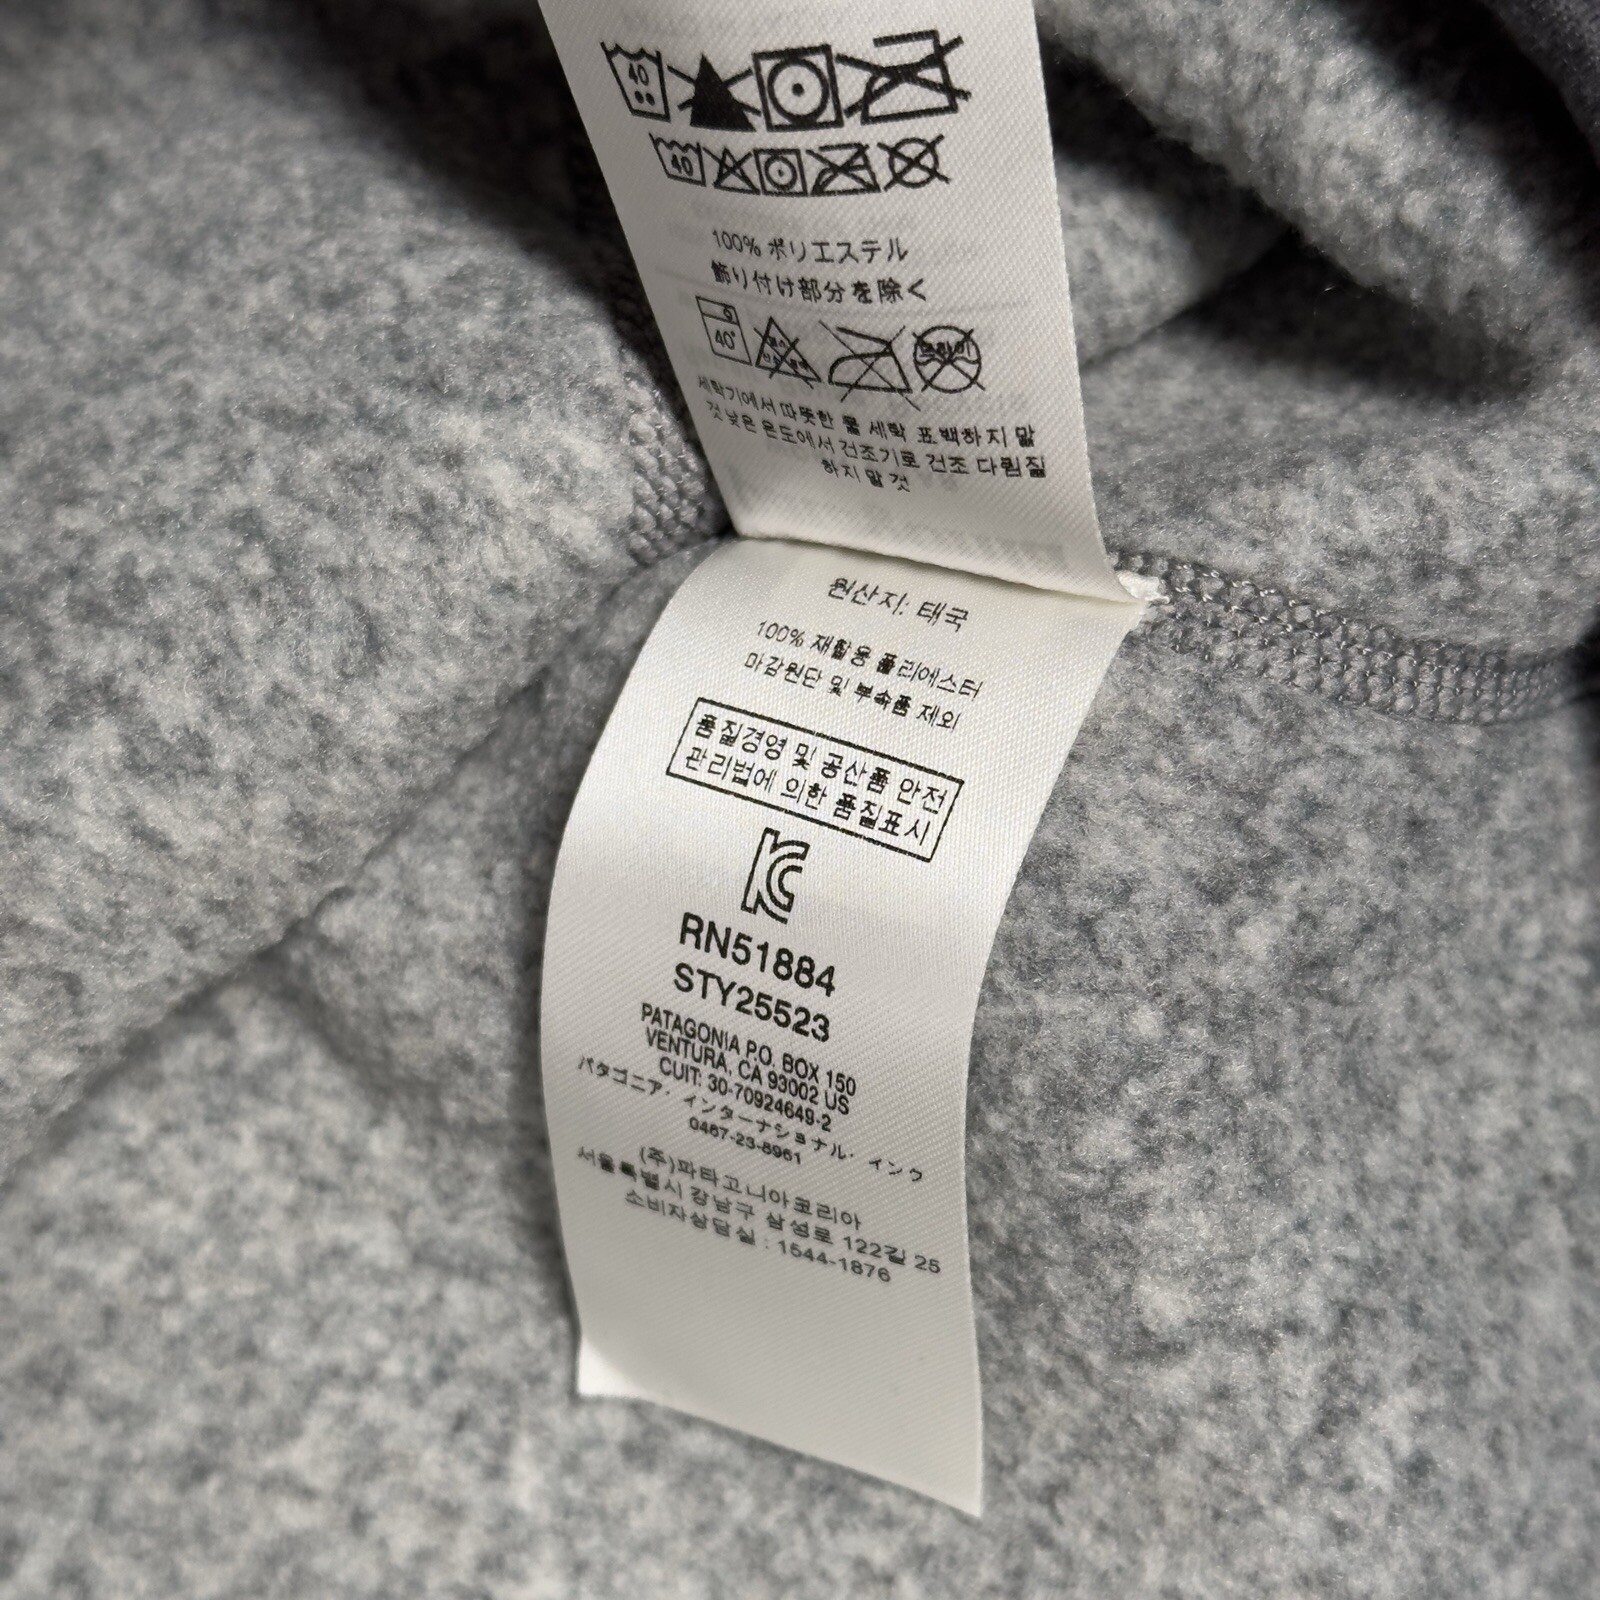 40
40
100% ポリエステル
飾り付け部分を除く
40°
세탁기에서 따뜻한 물 세탁 표백하지 말
것 낮은 온도에서 건조기로 건조 다림질
하지 말 것
원산지: 태국
100% 재활용 폴리에스터
마감원단 및 부속품 제외
품질경영 및 공산품 안전
관리법에 의한 품질표시
RN51884
STY25523
PATAGONIA P.O. BOX 150
VENTURA, CA 93002 US
CUIT: 30-70924649-2
パタゴニア・インターナショナル・インク
0467-23-8961
(주)파타고니아코리아
서울특별시 강남구 삼성로 122길 25
소비자상담실 : 1544-1876